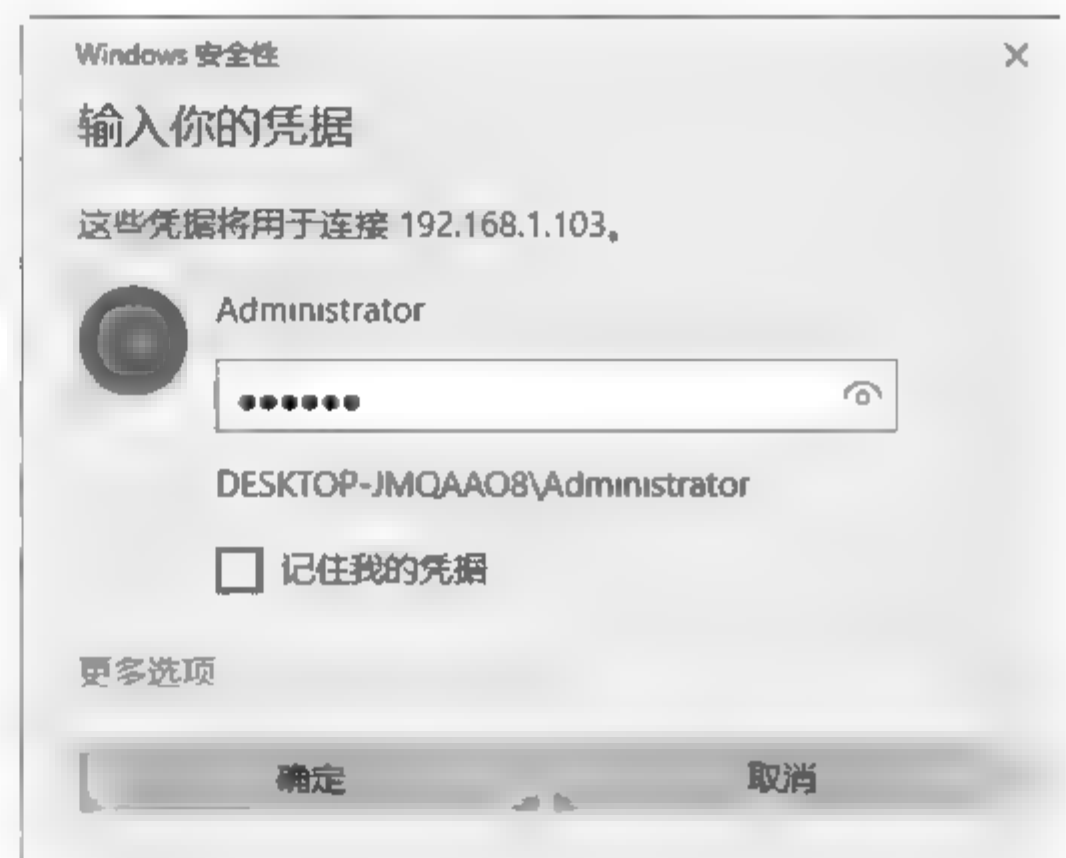 Windows 安全性
输入你的凭据
这些凭据将用于连接 192.168.1.103。
Administrator
••••••
DESKTOP-JMQAAO8\Administrator
记住我的凭据
更多选项
确定 取消